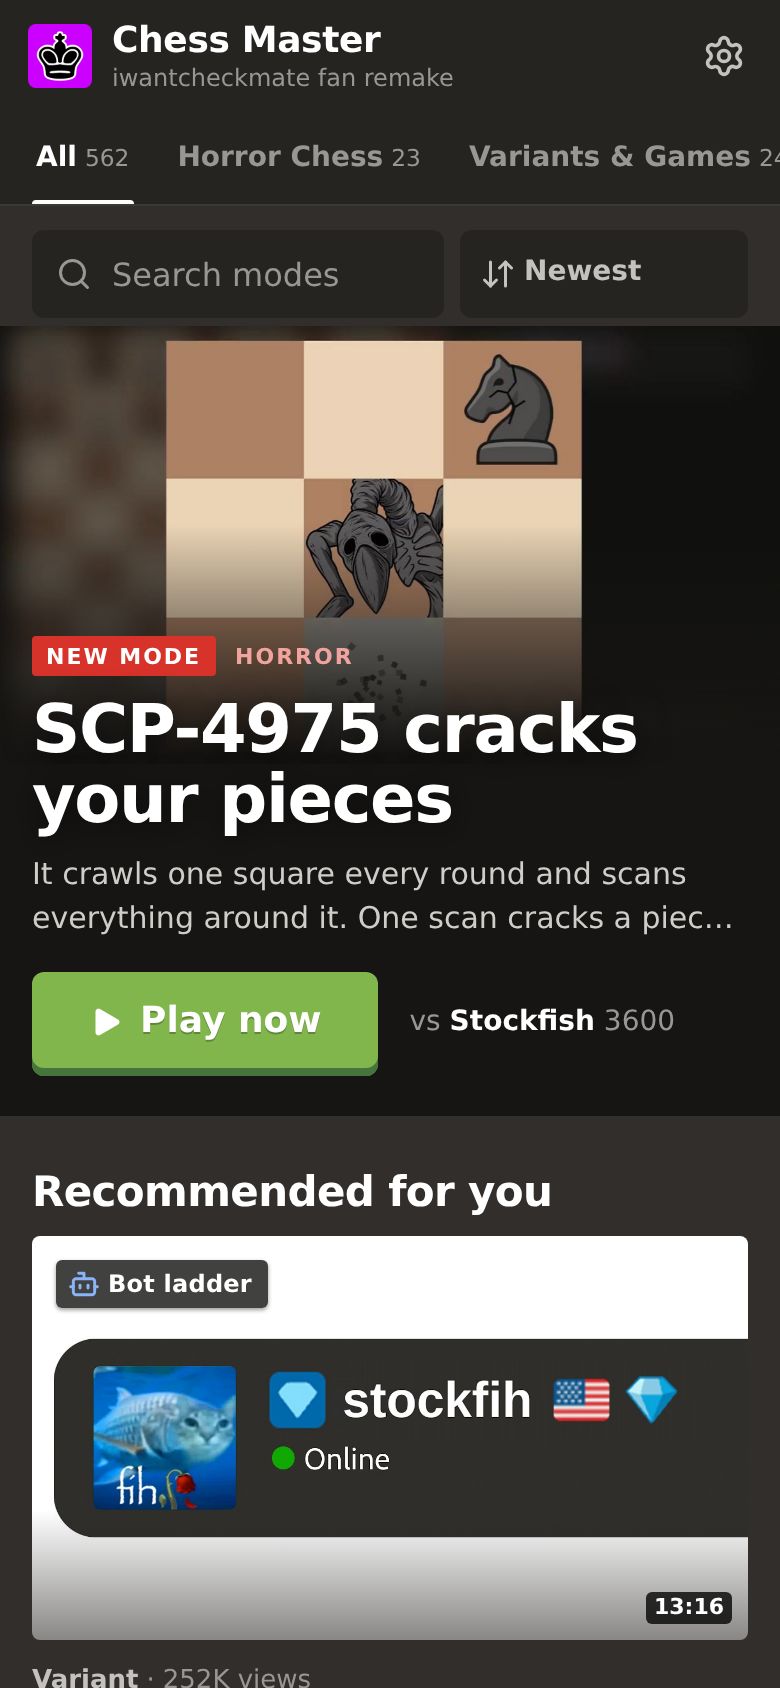 Chess Master
iwantcheckmate fan remake
All 562
Horror Chess 23
Variants & Games 24
Search modes
Newest
NEW MODE
HORROR
SCP-4975 cracks
your pieces
It crawls one square every round and scans
everything around it. One scan cracks a piec...
Play now
vs Stockfish 3600
Recommended for you
Bot ladder
stockfih
Online
fih
13:16
Variant · 252K views